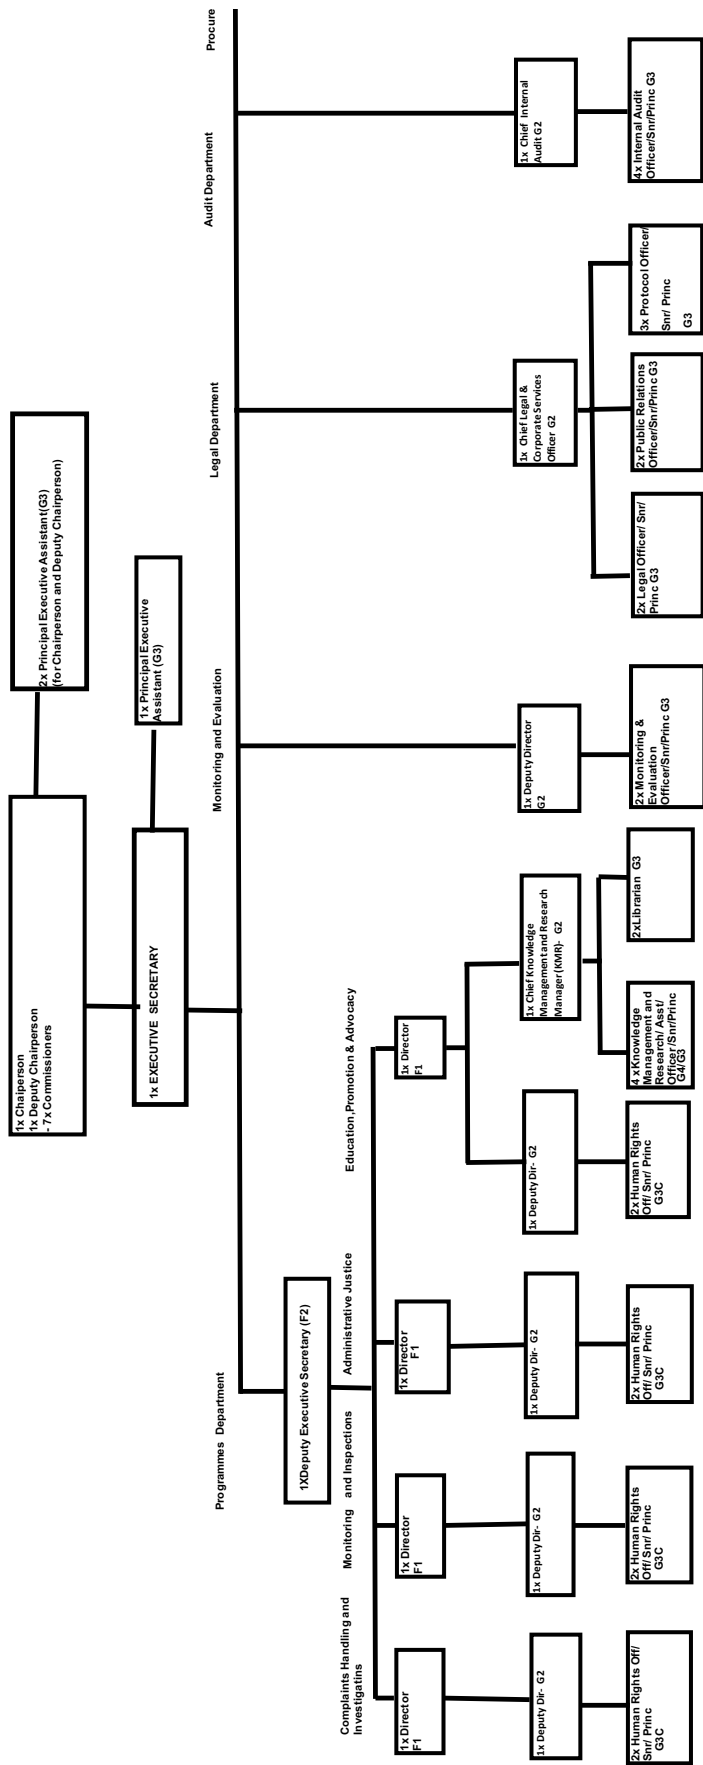 1x Chaiperson
1x Deputy Chairperson
- 7x Commissioners
2x Principal Executive Assistant(G3)
(for Chairperson and Deputy Chairperson)
1x EXECUTIVE SECRETARY
1x Principal Executive
Assistant (G3)
Programmes Department
Monitoring and Evaluation
Legal Department
Audit Department
Procure
1XDeputy Executive Secretary (F2)
Complaints Handling and
Investigatins
Monitoring and Inspections
Administrative Justice
Education,Promotion & Advocacy
1x Director
F1
1x Director
F1
1x Director
F1
1x Director
F1
1x Deputy Dir- G2
1x Deputy Dir- G2
1x Deputy Dir- G2
1x Deputy Dir- G2
1x Chief Knowledge
Management and Research
Manager (KMR)- G2
1x Deputy Director
G2
1x Chief Legal &
Corporate Services
Officer G2
1x Chief Internal
Audit G2
2x Human Rights Off/
Snr/ Princ
G3C
2x Human Rights
Off/ Snr/ Princ
G3C
2x Human Rights
Off/ Snr/ Princ
G3C
2x Human Rights
Off/ Snr/ Princ
G3C
4 xKnowledge
Management and
Research/ Asst/
Officer/Snr/Princ
G4/G3
2xLibrarian G3
2x Monitoring &
Evaluation
Officer/Snr/Princ G3
2x Legal Officer/ Snr/
Princ G3
2x Public Relations
Officer/Snr/Princ G3
3x Protocol Officer/
Snr/ Princ
G3
4x Internal Audit
Officer/Snr/Princ G3